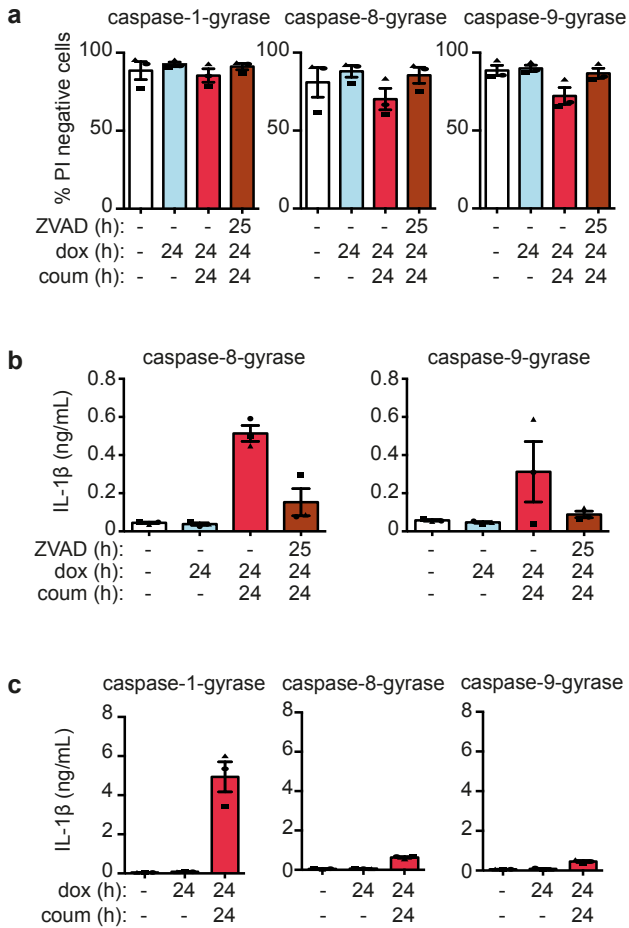 a
caspase-1-gyrase caspase-8-gyrase caspase-9-gyrase
% PI negative cells
100 100 100
50 50 50
0 0 0
ZVAD (h): - - - 25 - - - 25 - - - 25
dox (h): - 24 24 24 - 24 24 24 - 24 24 24
coum (h): - - 24 24 - - 24 24 - - 24 24
b
caspase-8-gyrase caspase-9-gyrase
IL-1β (ng/mL)
0.8 0.8
0.6 0.6
0.4 0.4
0.2 0.2
0 0
ZVAD (h): - - - 25 - - - 25
dox (h): - 24 24 24 - 24 24 24
coum (h): - - 24 24 - - 24 24
c
caspase-1-gyrase caspase-8-gyrase caspase-9-gyrase
IL-1β (ng/mL)
8 8 8
6 6 6
4 4 4
2 2 2
0 0 0
dox (h): - 24 24 - 24 24 - 24 24
coum (h): - - 24 - - 24 - - 24